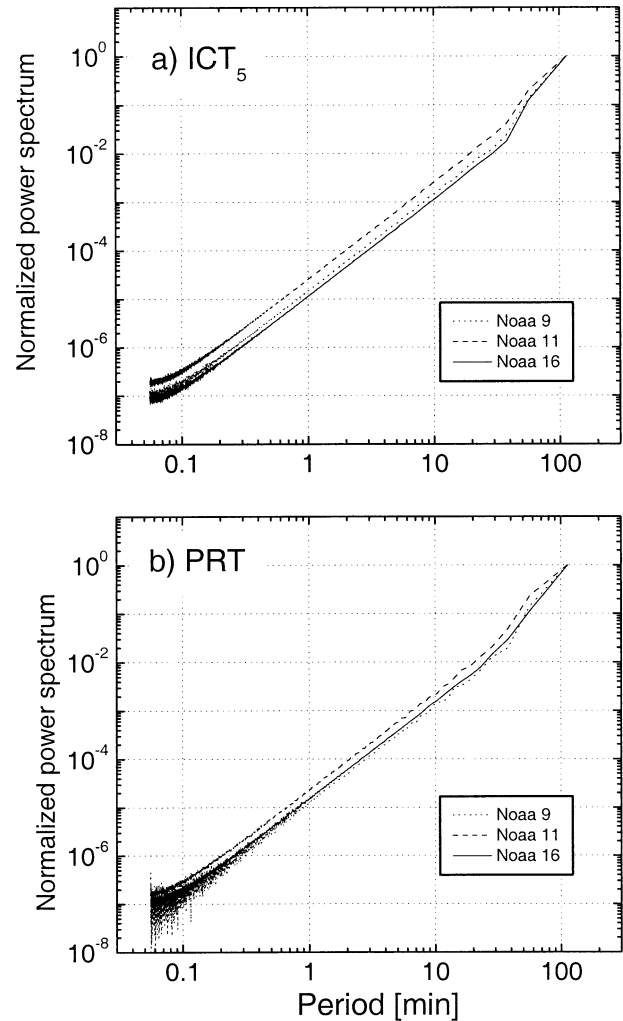 a) ICT5
Normalized power spectrum
10^0
10^-2
10^-4
10^-6
10^-8
Noaa 9
Noaa 11
Noaa 16
0.1 1 10 100
b) PRT
Normalized power spectrum
10^0
10^-2
10^-4
10^-6
10^-8
Noaa 9
Noaa 11
Noaa 16
0.1 1 10 100
Period [min]